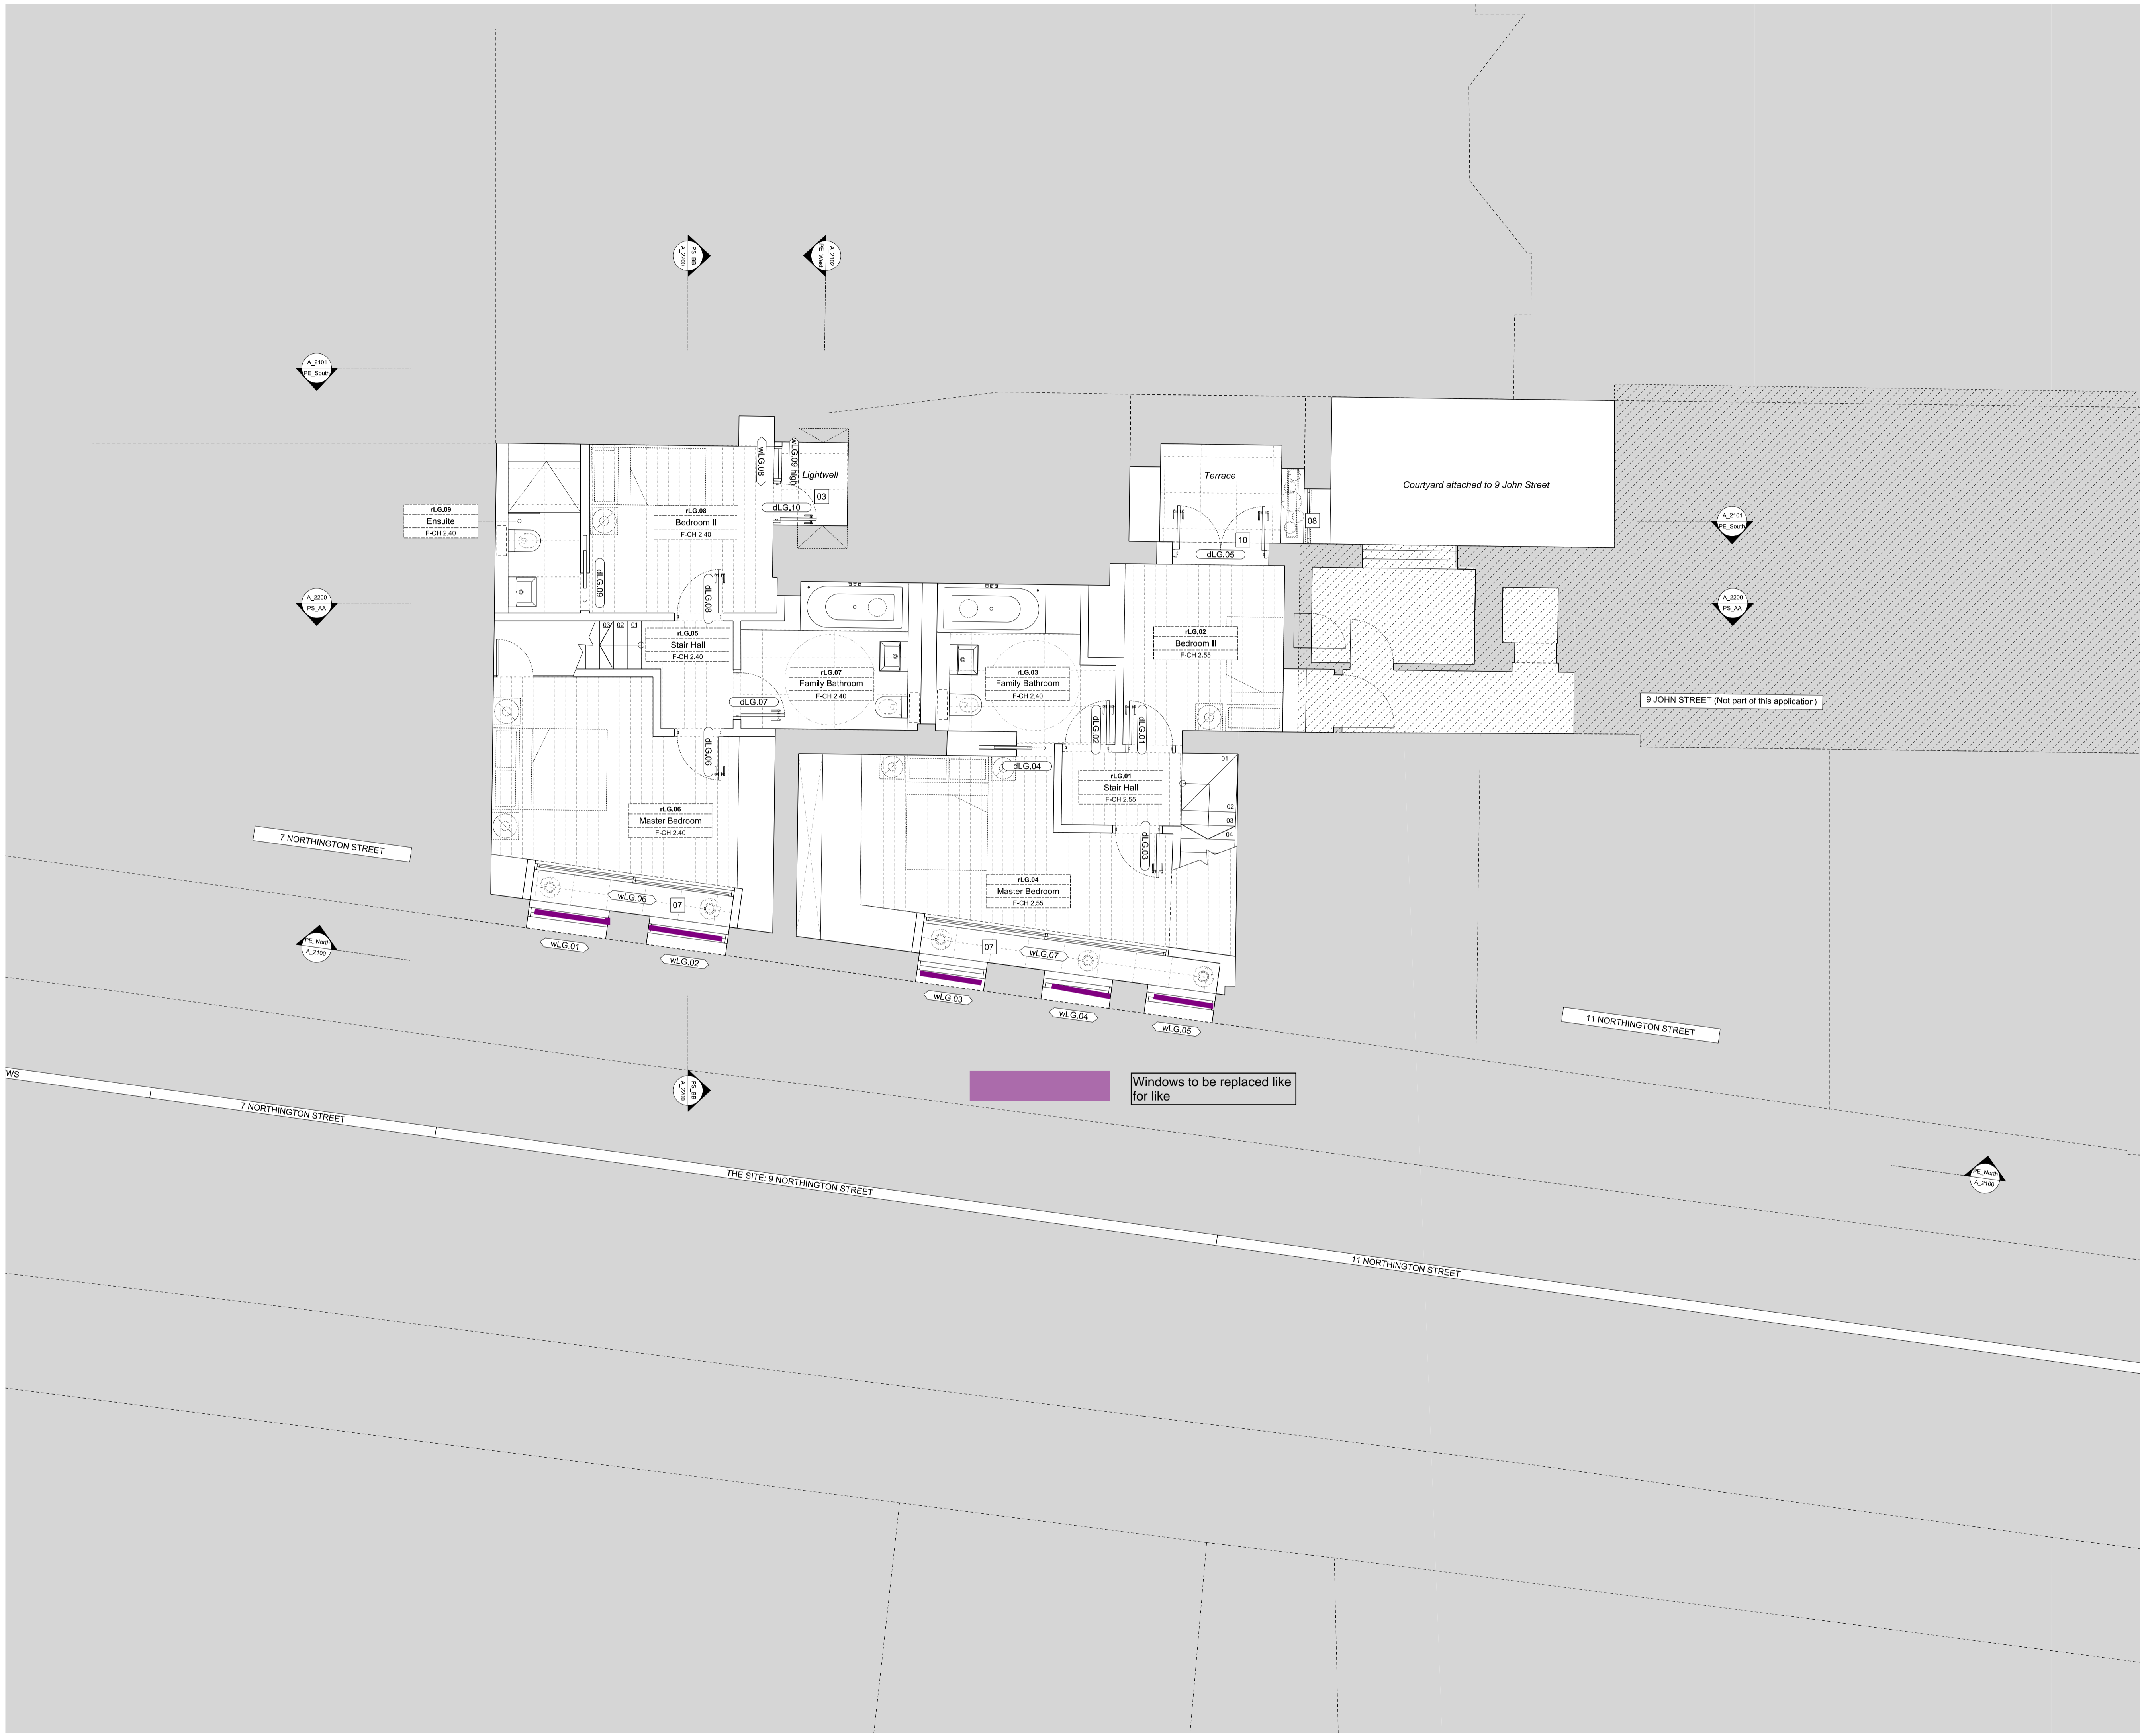 PS_BB
A_2200
A_2102
PE_West
A_2101
PE_South
wLG.08
wLG.09 high
Lightwell
03
dLG.10
Terrace
10
dLG.05
08
Courtyard attached to 9 John Street
A_2101
PE_South
rLG.09
Ensuite
F-CH 2.40
rLG.08
Bedroom II
F-CH 2.40
dLG.09
dLG.08
A_2200
PS_AA
A_2200
PS_AA
03
02
01
rLG.05
Stair Hall
F-CH 2.40
rLG.07
Family Bathroom
F-CH 2.40
rLG.03
Family Bathroom
F-CH 2.40
rLG.02
Bedroom II
F-CH 2.55
9 JOHN STREET (Not part of this application)
dLG.07
dLG.06
dLG.02
dLG.01
dLG.04
rLG.01
Stair Hall
F-CH 2.55
01
02
03
04
dLG.03
rLG.06
Master Bedroom
F-CH 2.40
7 NORTHINGTON STREET
rLG.04
Master Bedroom
F-CH 2.55
wLG.06
07
wLG.01
wLG.02
07
wLG.07
wLG.03
wLG.04
wLG.05
PE_North
A_2100
11 NORTHINGTON STREET
PS_BB
A_2200
Windows to be replaced like
for like
WS
7 NORTHINGTON STREET
THE SITE: 9 NORTHINGTON STREET
11 NORTHINGTON STREET
PE_North
A_2100